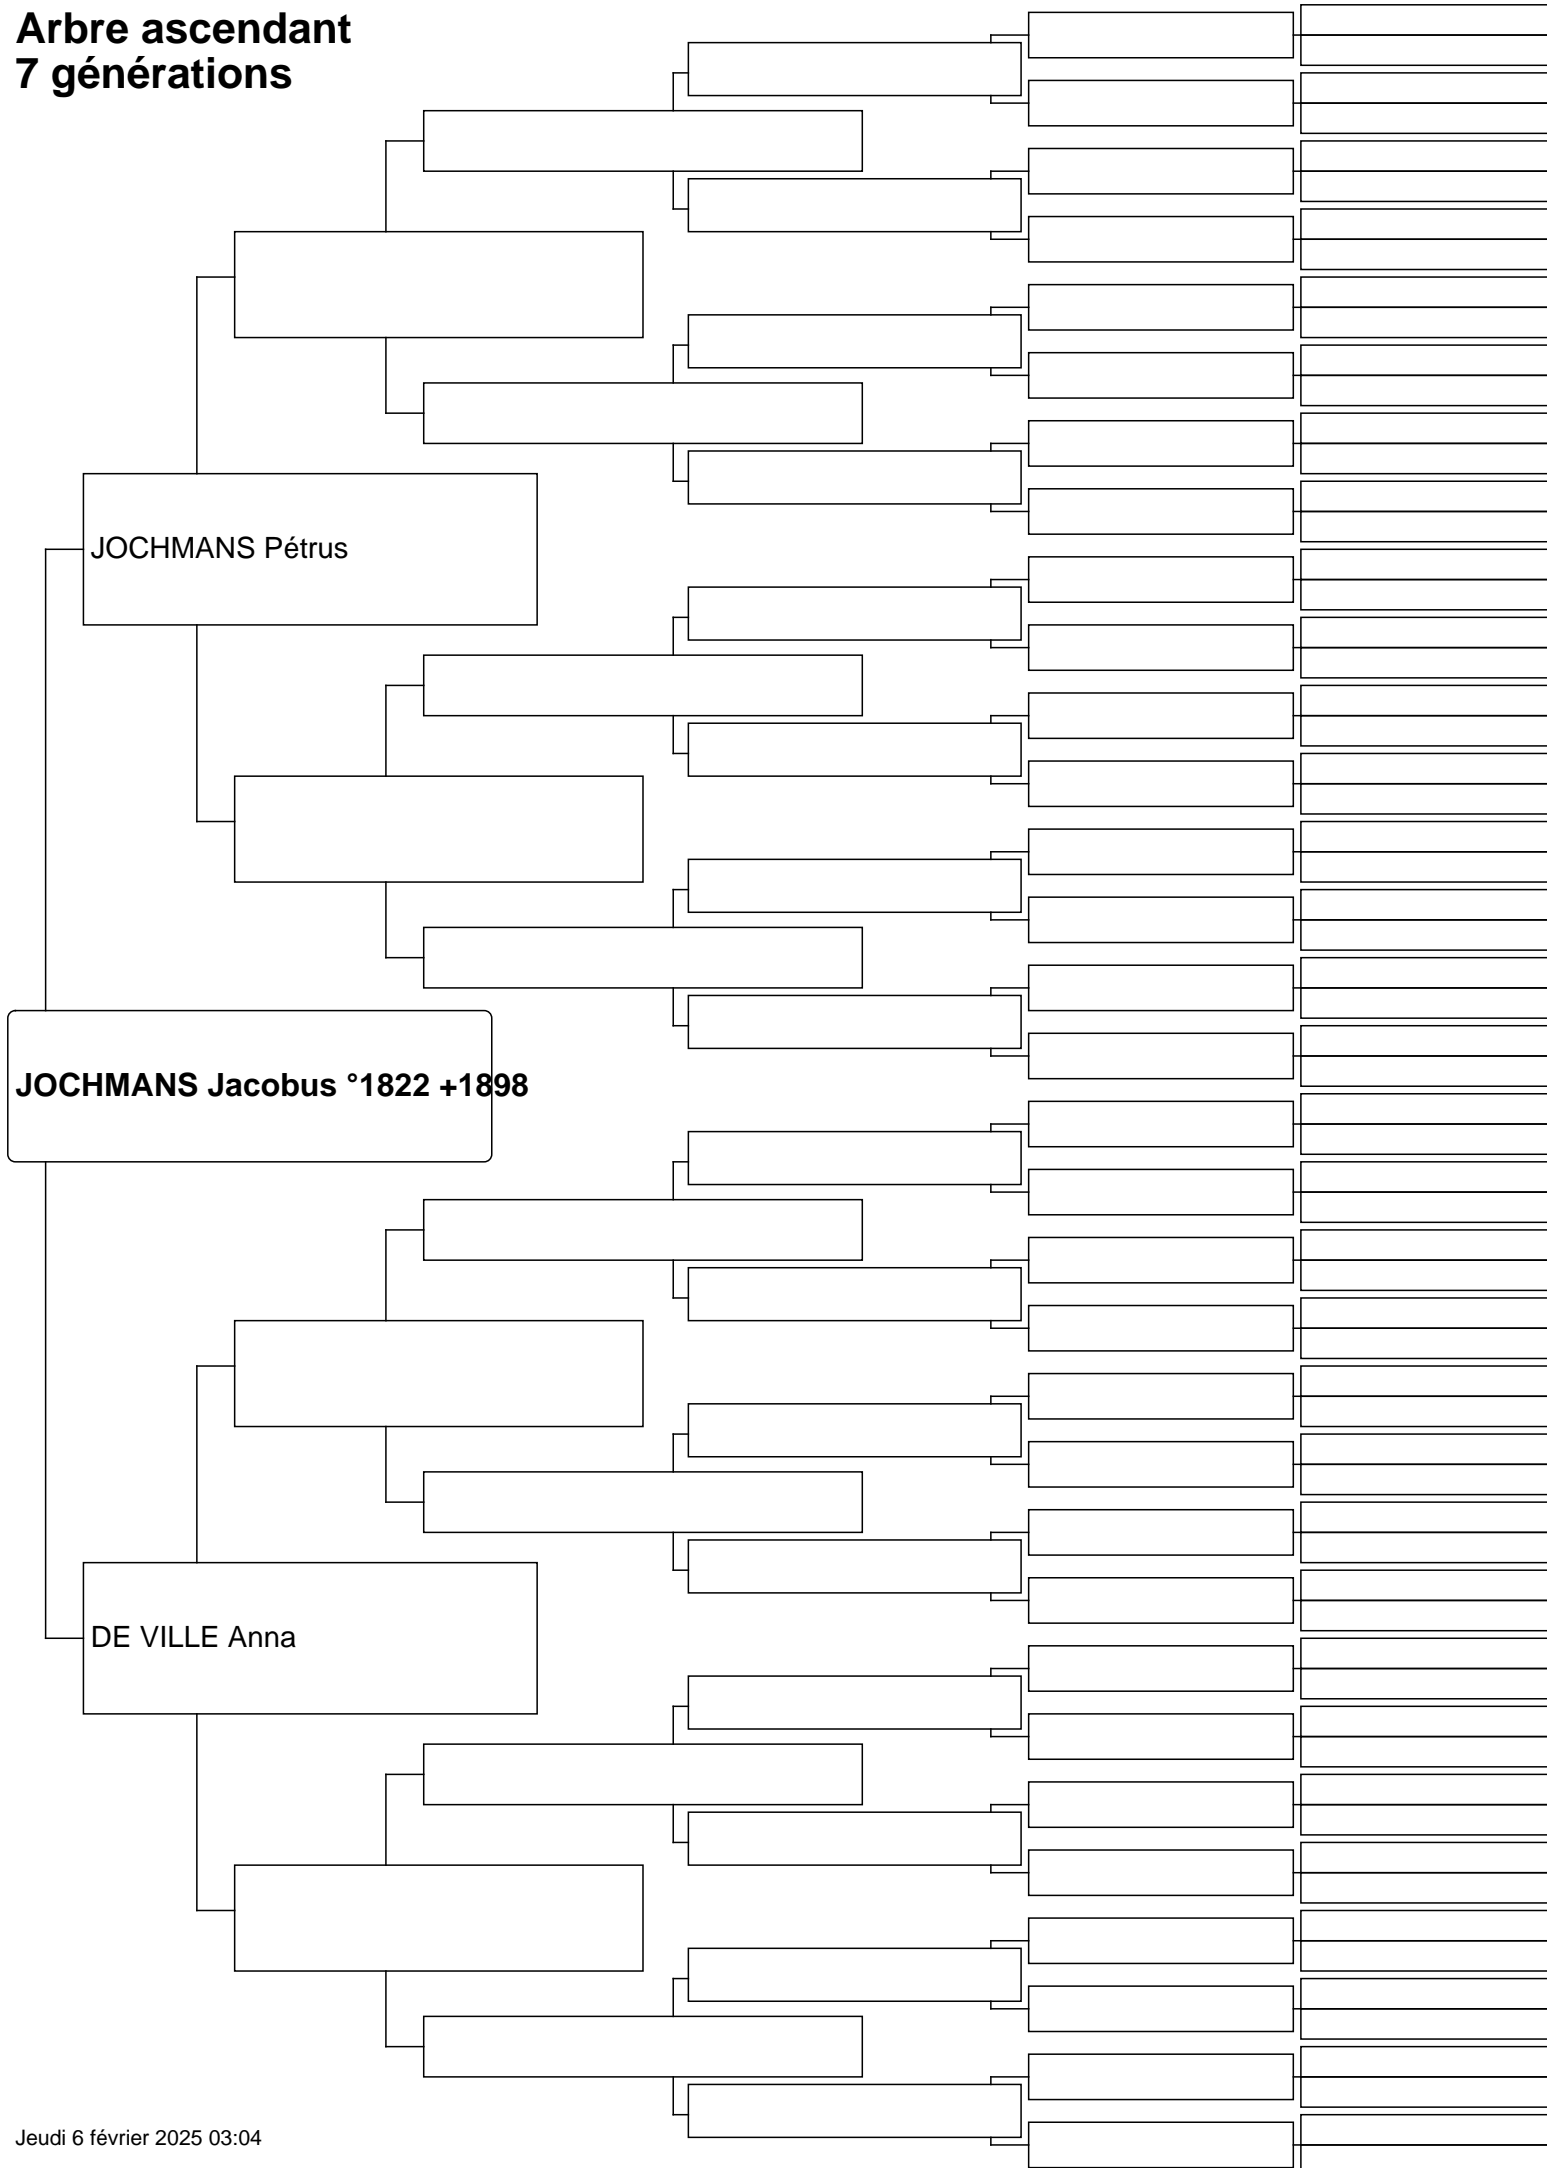 Arbre ascendant
7 générations
JOCHMANS Pétrus
JOCHMANS Jacobus °1822 +1898
DE VILLE Anna
Jeudi 6 février 2025 03:04